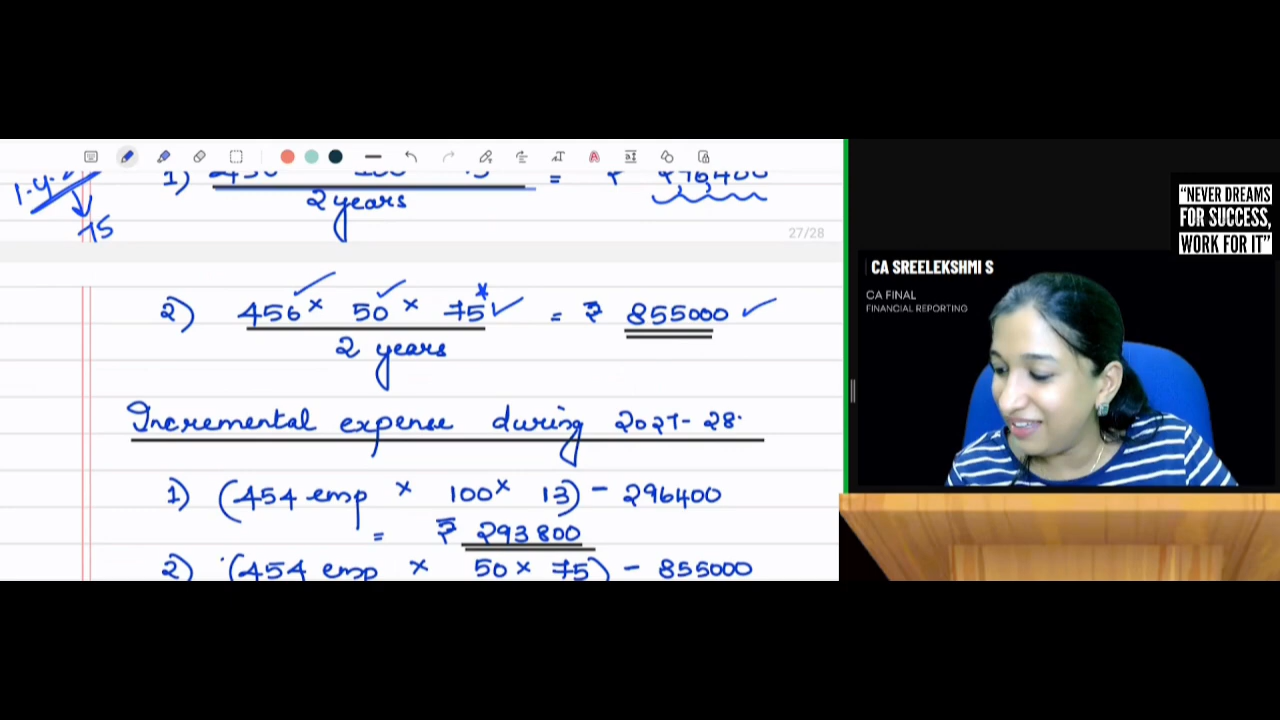 1)
=
1.4.2
2 years
75
27/28
2) 456 × 50 × 75* = ₹ 855000
2 years
Incremental expense during 2027-28.
1) (454 emp × 100 × 13) - 296400
= ₹ 293800
2) (454 emp × 50 × 75) - 855000
"NEVER DREAMS
FOR SUCCESS,
WORK FOR IT"
CA SREELEKSHMI S
CA FINAL
FINANCIAL REPORTING